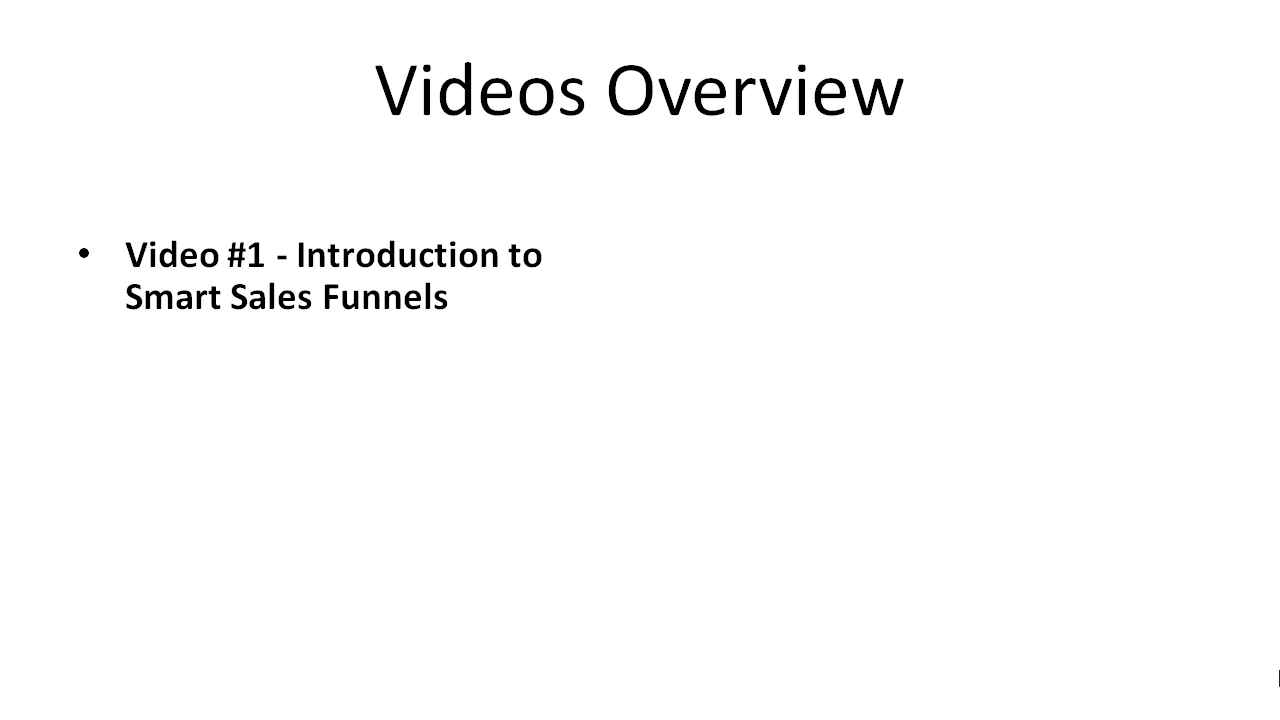 Videos Overview
• Video #1 - Introduction to
Smart Sales Funnels